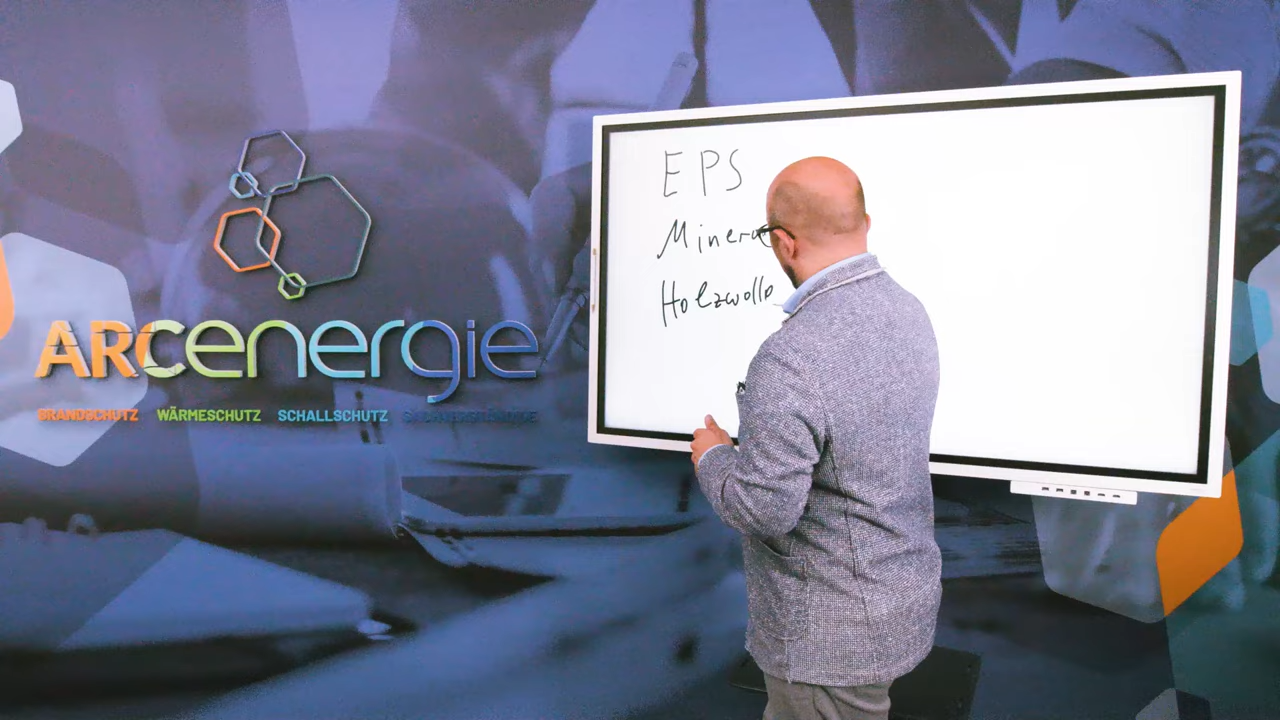 ARCENERGIE
BRANDSCHUTZ WÄRMESCHUTZ SCHALLSCHUTZ SACHVERSTÄNDIGE
EPS
Minera
Holzwolle